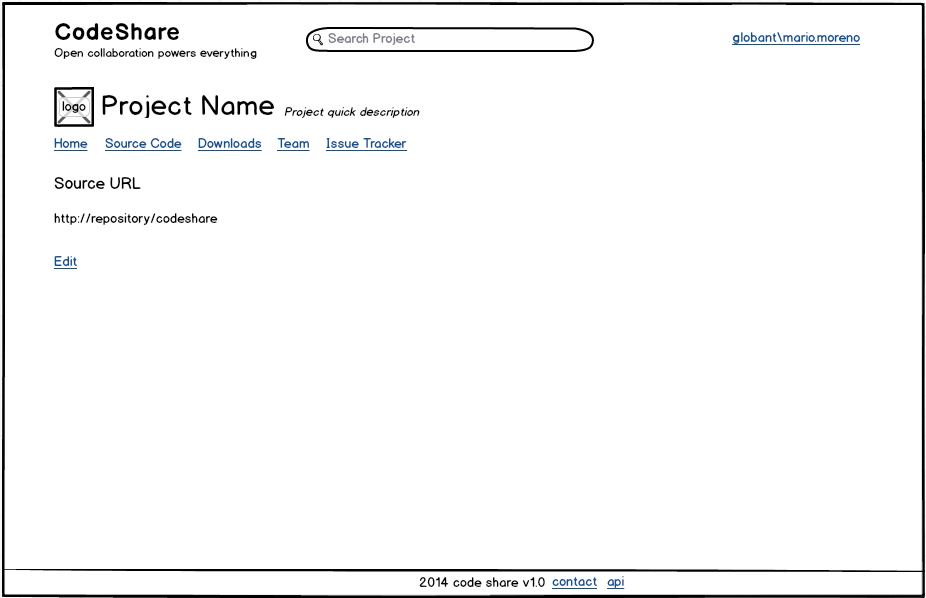 CodeShare
Open collaboration powers everything
Search Project
globant\mario.moreno
logo Project Name Project quick description
Home Source Code Downloads Team Issue Tracker
Source URL
http://repository/codeshare
Edit
2014 code share v1.0 contact api